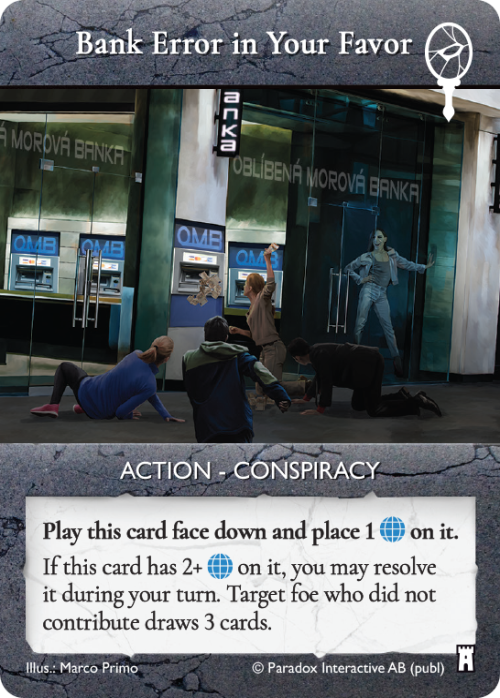 Bank Error in Your Favor
anka
Á MOROVÁ BANKA
OBLÍBENÁ MOROVÁ BANKA
OMB
OMB
OMB
OMB
ACTION - CONSPIRACY
Play this card face down and place 1 on it.
If this card has 2+ on it, you may resolve
it during your turn. Target foe who did not
contribute draws 3 cards.
Illus.: Marco Primo
© Paradox Interactive AB (publ)